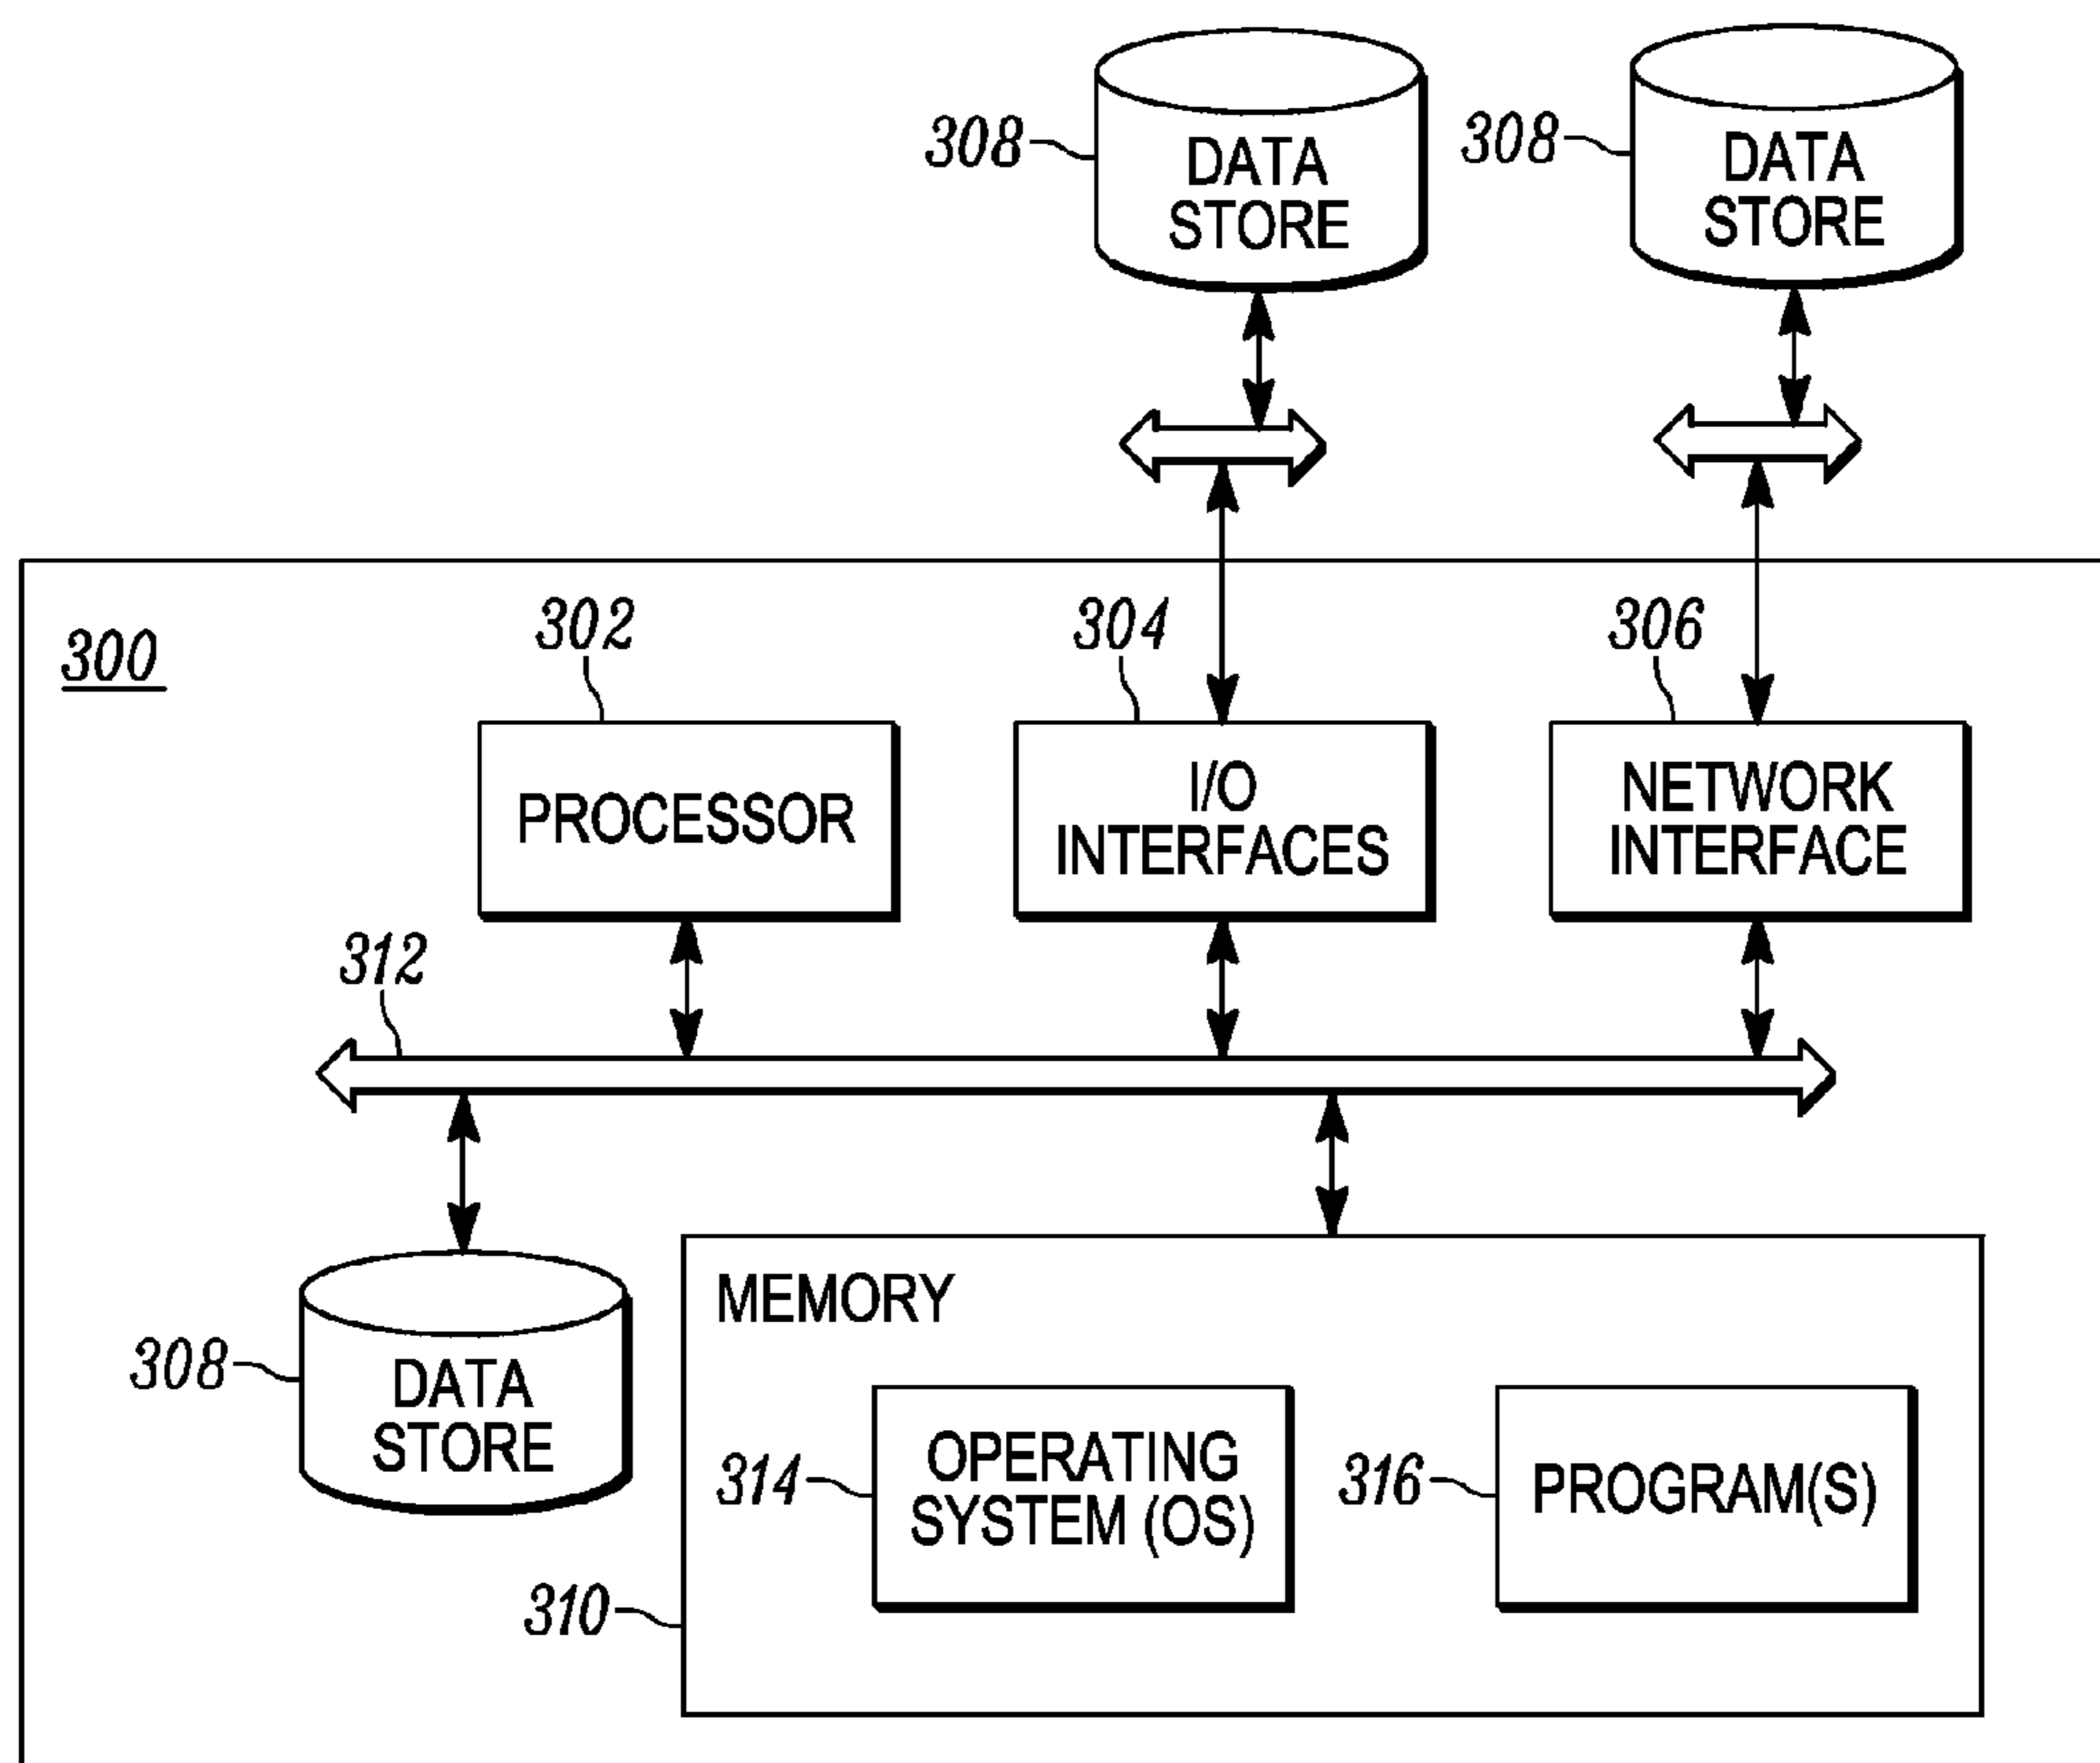 308
DATA
STORE
308
DATA
STORE
300
302
304
306
PROCESSOR
I/O
INTERFACES
NETWORK
INTERFACE
312
308
DATA
STORE
MEMORY
314
OPERATING
SYSTEM (OS)
316
PROGRAM(S)
310